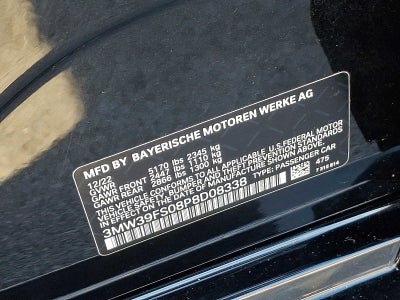 MFD BY BAYERISCHE MOTOREN WERKE AG
12/22
GVWR 5170 lbs 2345 kg
GAWR FRONT 2447 lbs 1110 kg
GAWR REAR 2866 lbs 1300 kg
THIS VEHICLE CONFORMS TO ALL APPLICABLE U.S. FEDERAL MOTOR
VEHICLE SAFETY, BUMPER, AND THEFT PREVENTION STANDARDS
IN EFFECT ON THE DATE OF MANUFACTURE SHOWN ABOVE.
3MW39FS08P8D08338 TYPE: PASSENGER CAR
475